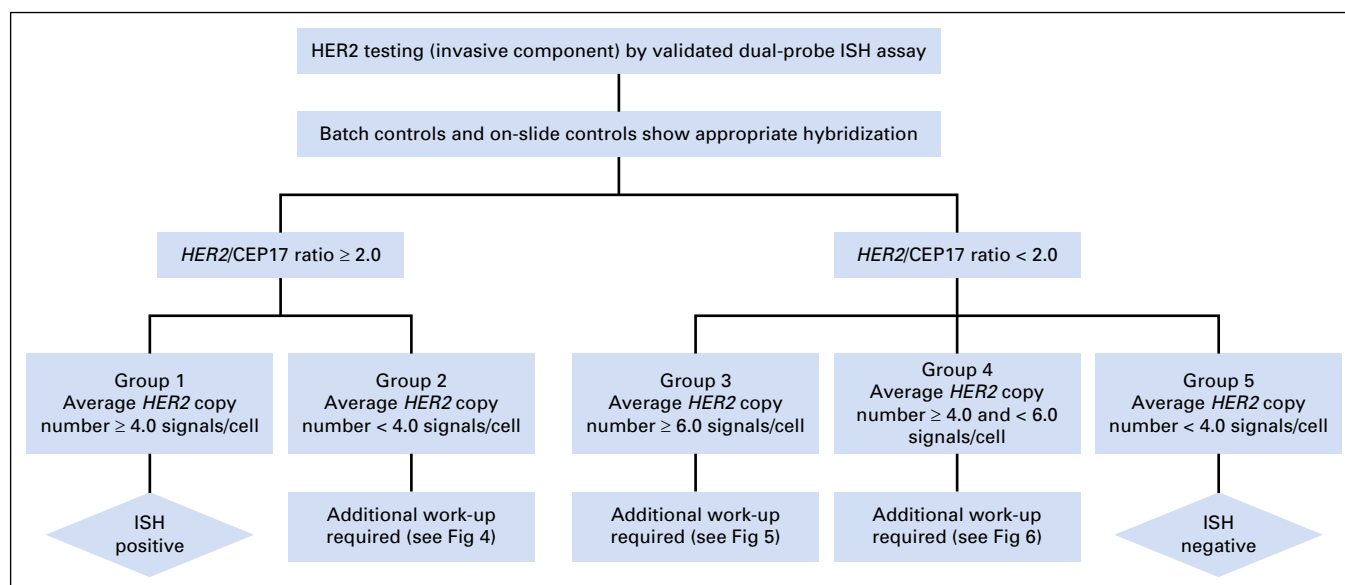 HER2 testing (invasive component) by validated dual-probe ISH assay
Batch controls and on-slide controls show appropriate hybridization
HER2/CEP17 ratio ≥ 2.0
HER2/CEP17 ratio < 2.0
Group 1
Average HER2 copy
number ≥ 4.0 signals/cell
Group 2
Average HER2 copy
number < 4.0 signals/cell
Group 3
Average HER2 copy
number ≥ 6.0 signals/cell
Group 4
Average HER2 copy
number ≥ 4.0 and < 6.0
signals/cell
Group 5
Average HER2 copy
number < 4.0 signals/cell
ISH
positive
Additional work-up
required (see Fig 4)
Additional work-up
required (see Fig 5)
Additional work-up
required (see Fig 6)
ISH
negative